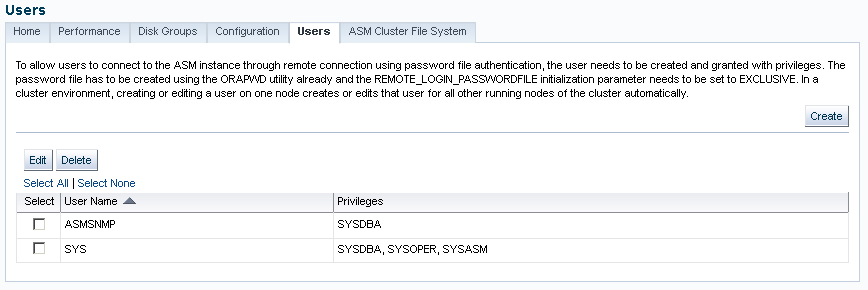 Users
Home Performance Disk Groups Configuration Users ASM Cluster File System
To allow users to connect to the ASM instance through remote connection using password file authentication, the user needs to be created and granted with privileges. The
password file has to be created using the ORAPWD utility already and the REMOTE_LOGIN_PASSWORDFILE initialization parameter needs to be set to EXCLUSIVE. In a
cluster environment, creating or editing a user on one node creates or edits that user for all other running nodes of the cluster automatically.
Create
Edit Delete
Select All | Select None
Select User Name Privileges
ASMSNMP SYSDBA
SYS SYSDBA, SYSOPER, SYSASM